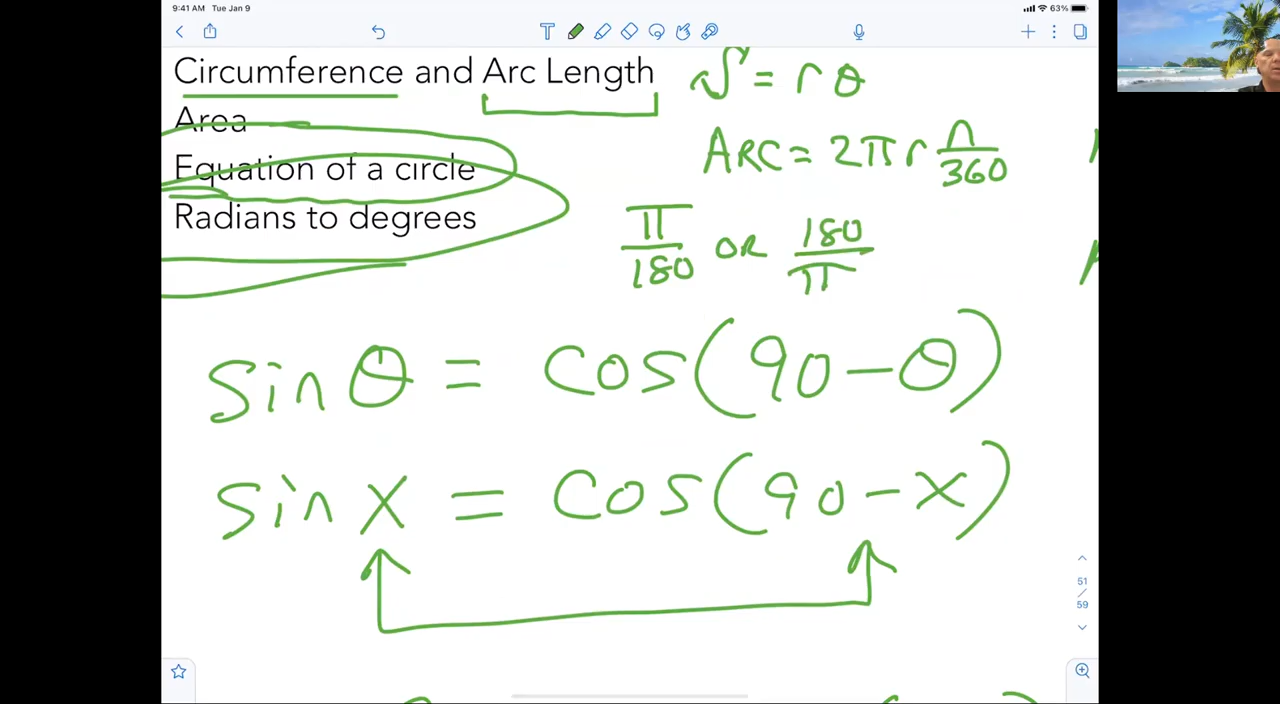 9:41 AM Tue Jan 9
63%
Circumference and Arc Length
S = rθ
Area
ARC = 2πr n/360
Equation of a circle
Radians to degrees
π/180 OR 180/π
sin θ = cos(90 − θ)
sin x = cos(90 − x)
51
/
59